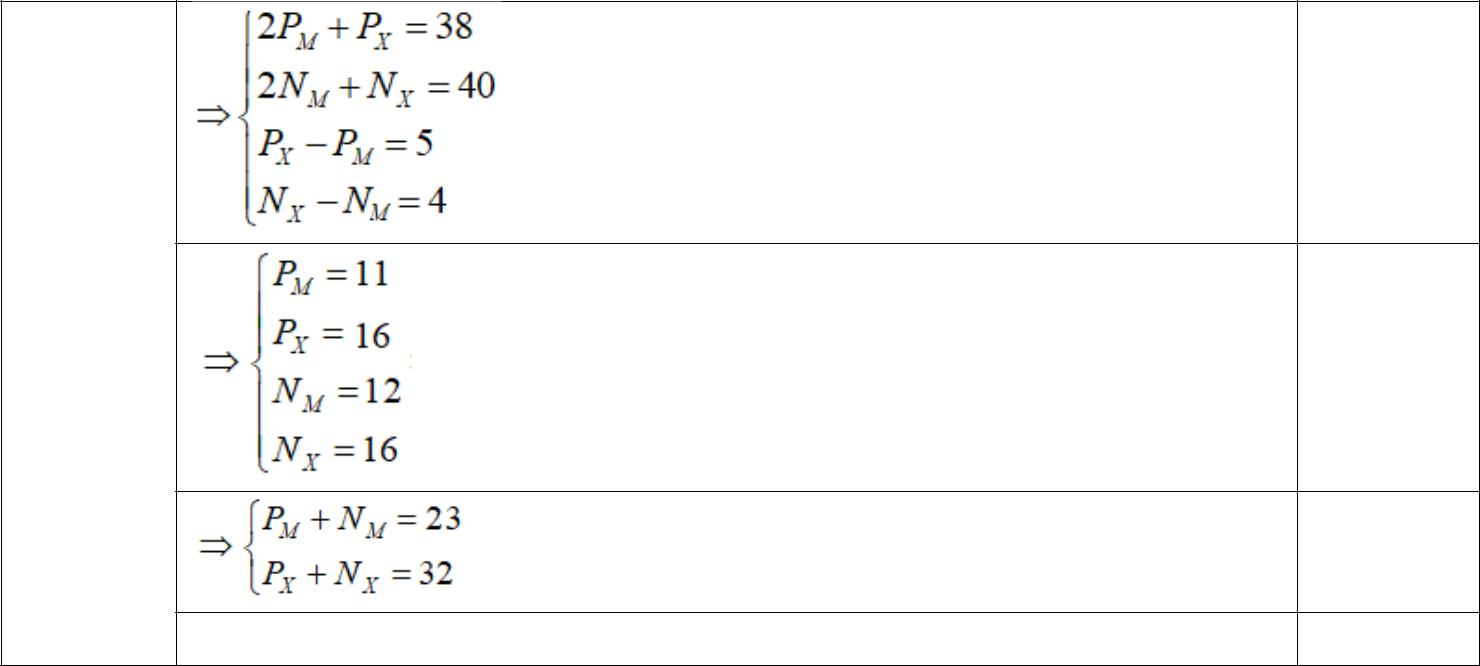 ⇒ { 2P_M + P_X = 38
2N_M + N_X = 40
P_X − P_M = 5
N_X − N_M = 4
⇒ { P_M = 11
P_X = 16
N_M = 12
N_X = 16
⇒ { P_M + N_M = 23
P_X + N_X = 32